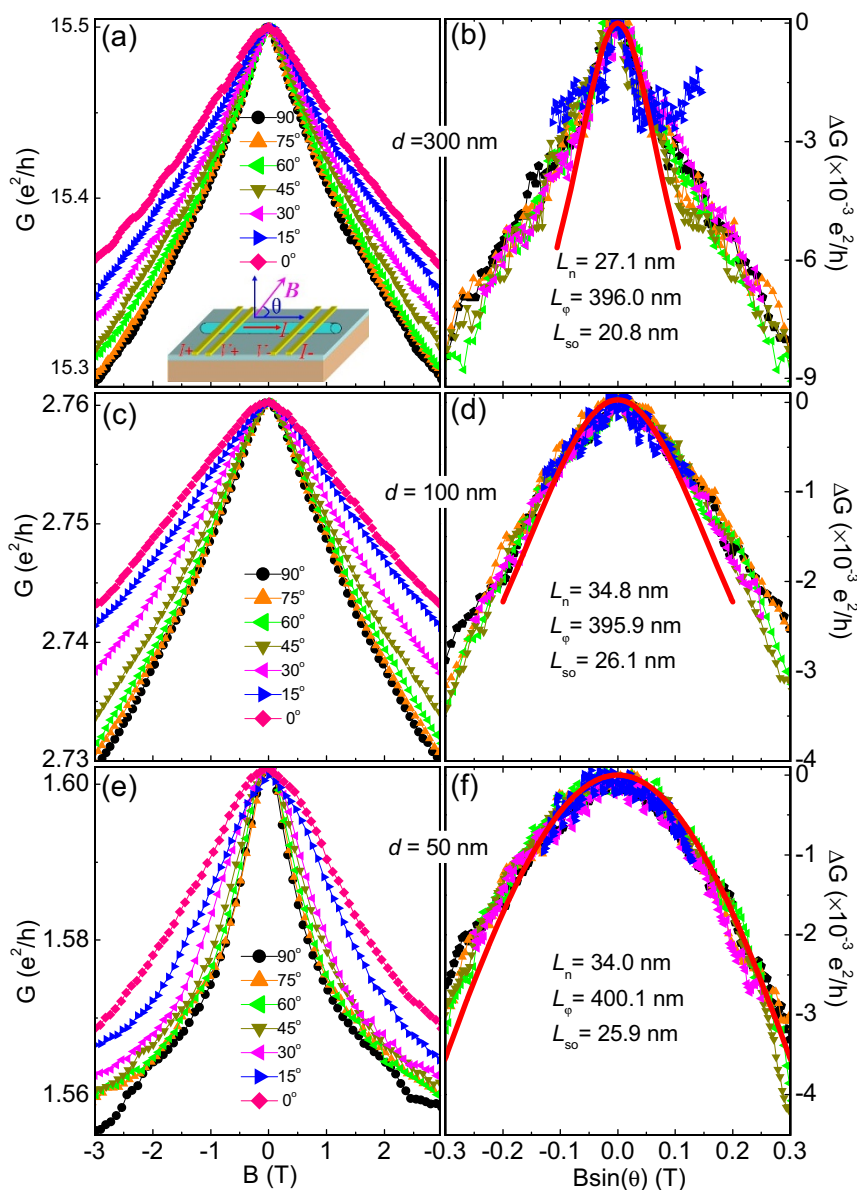 (a)
15.5
15.4
15.3
G (e²/h)
90°
75°
60°
45°
30°
15°
0°
d =300 nm
B
θ
I
I+ V+ V- I-
(b)
0
-3
-6
-9
ΔG (×10⁻³ e²/h)
Lₙ = 27.1 nm
L_φ = 396.0 nm
L_so = 20.8 nm
(c)
2.76
2.75
2.74
2.73
G (e²/h)
90°
75°
60°
45°
30°
15°
0°
d = 100 nm
(d)
0
-1
-2
-3
-4
ΔG (×10⁻³ e²/h)
Lₙ = 34.8 nm
L_φ = 395.9 nm
L_so = 26.1 nm
(e)
1.60
1.58
1.56
G (e²/h)
90°
75°
60°
45°
30°
15°
0°
d = 50 nm
-3 -2 -1 0 1 2
B (T)
(f)
0
-1
-2
-3
-4
ΔG (×10⁻³ e²/h)
Lₙ = 34.0 nm
L_φ = 400.1 nm
L_so = 25.9 nm
-0.3 -0.2 -0.1 0.0 0.1 0.2 0.3
Bsin(θ) (T)